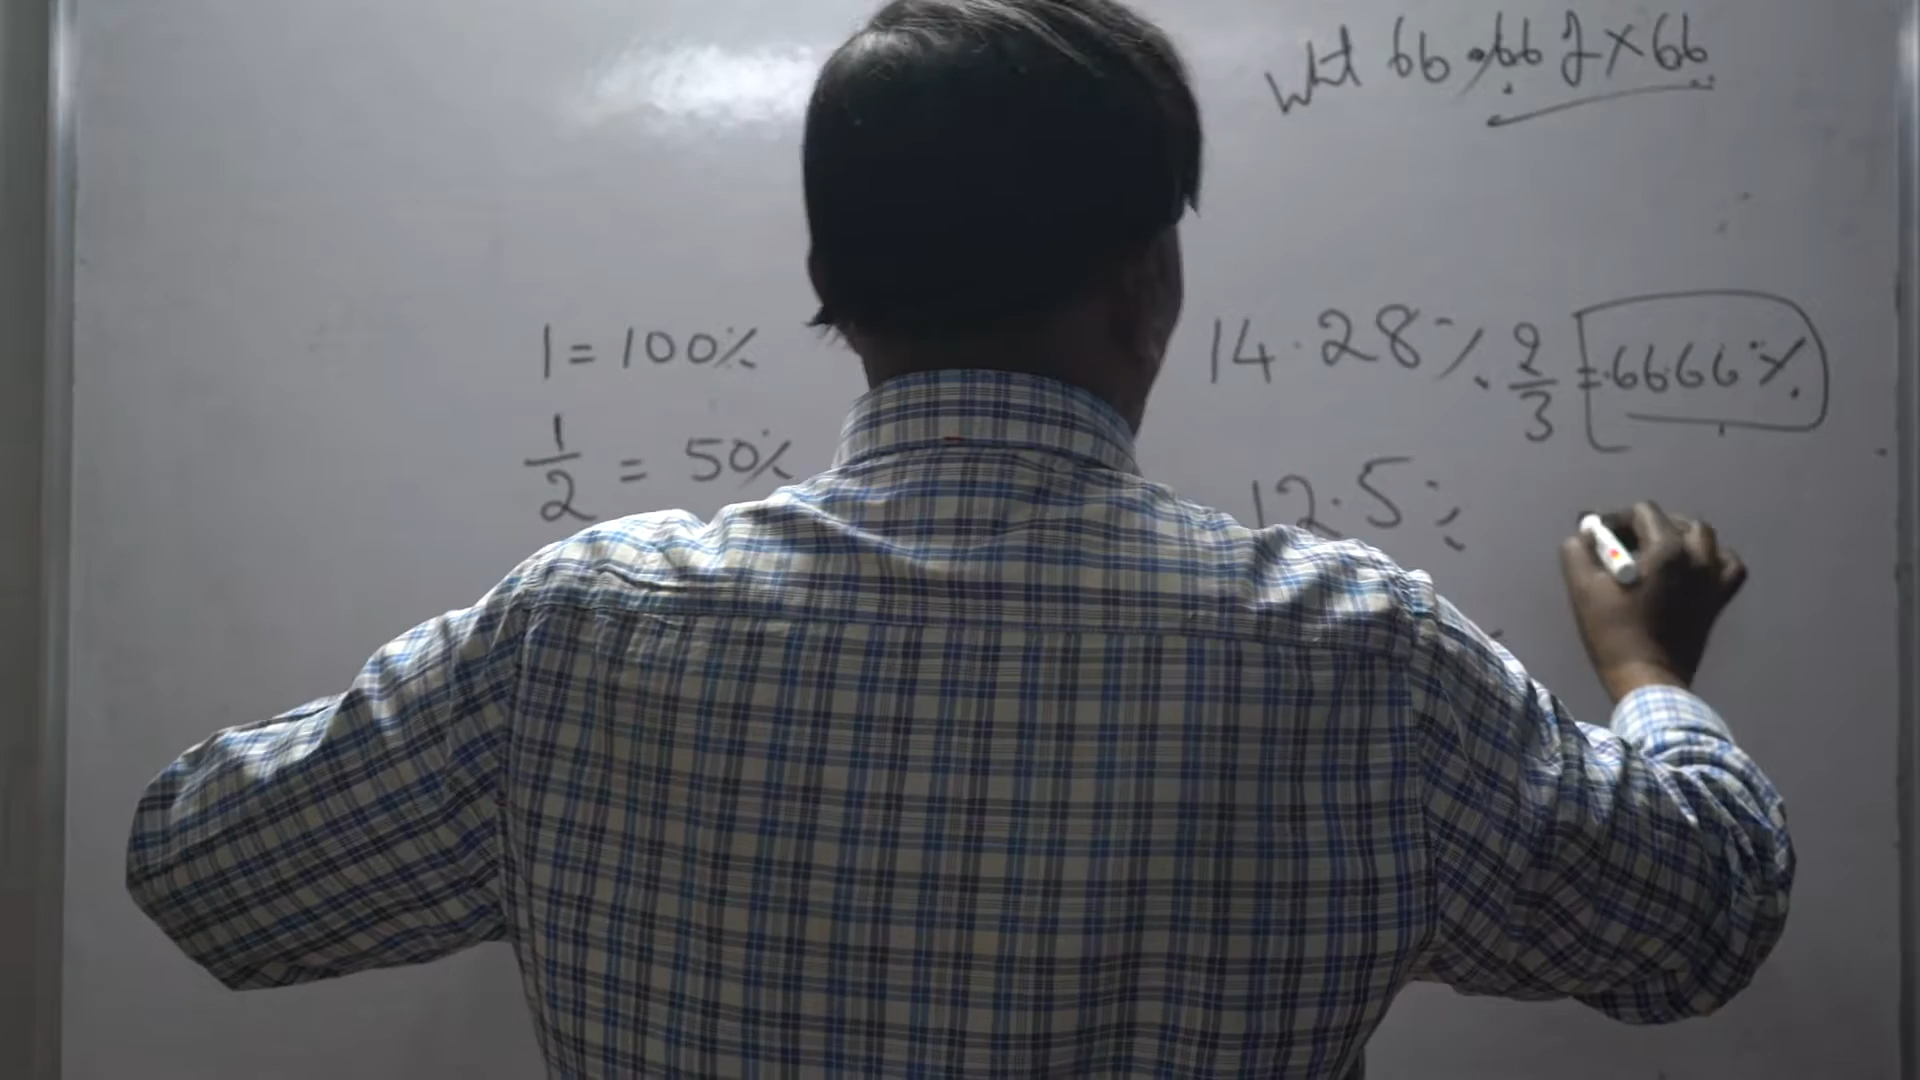 What 66.66% X 66
1 = 100%
14.28%
2/3 = 66.66%
1/2 = 50%
12.5%